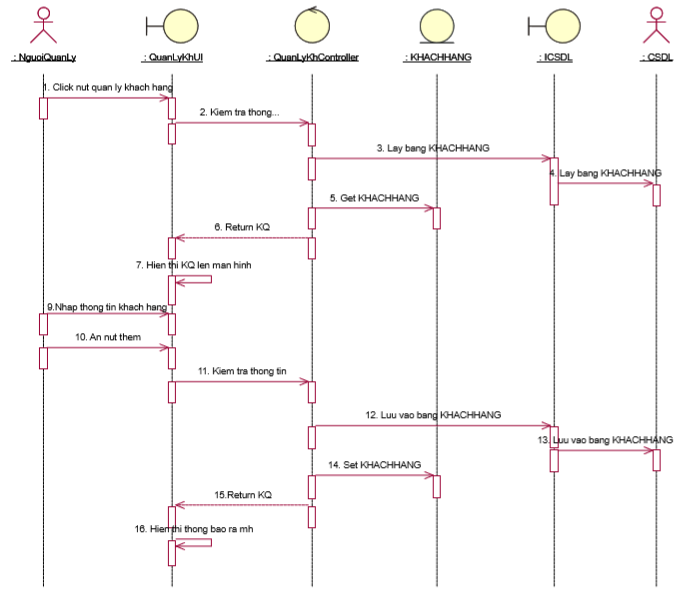 : NguoiQuanLy
: QuanLyKhUI
: QuanLyKhController
: KHACHHANG
: ICSDL
: CSDL
1. Click nut quan ly khach hang
2. Kiem tra thong...
3. Lay bang KHACHHANG
4. Lay bang KHACHHANG
5. Get KHACHHANG
6. Return KQ
7. Hien thi KQ len man hinh
9.Nhap thong tin khach hang
10. An nut them
11. Kiem tra thong tin
12. Luu vao bang KHACHHANG
13. Luu vao bang KHACHHANG
14. Set KHACHHANG
15.Return KQ
16. Hien thi thong bao ra mh